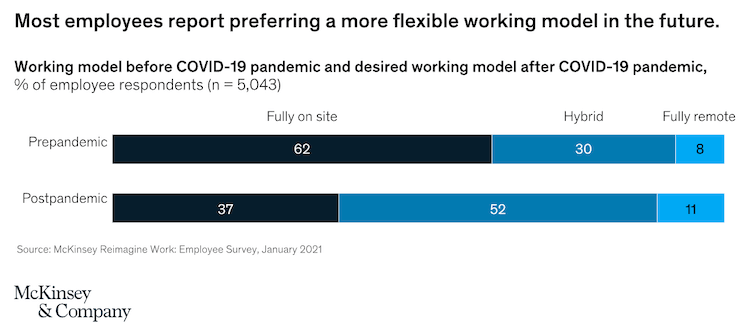 Most employees report preferring a more flexible working model in the future.
Working model before COVID-19 pandemic and desired working model after COVID-19 pandemic,
% of employee respondents (n = 5,043)
Fully on site Hybrid Fully remote
Prepandemic 62 30 8
Postpandemic 37 52 11
Source: McKinsey Reimagine Work: Employee Survey, January 2021
McKinsey
& Company